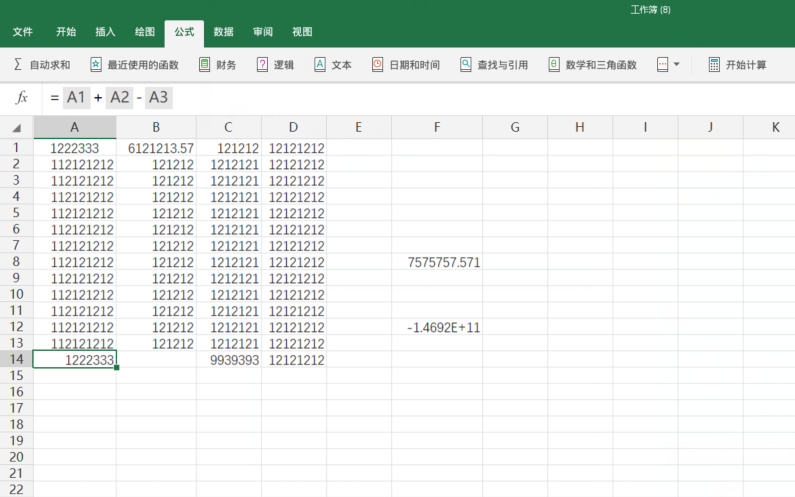 工作簿 (8)
文件 开始 插入 绘图 公式 数据 审阅 视图
∑ 自动求和 最近使用的函数 财务 逻辑 文本 日期和时间 查找与引用 数学和三角函数 开始计算
fx = A1 + A2 - A3
A B C D E F G H I J K
1 1222333 6121213.57 121212 12121212
2 112121212 121212 1212121 12121212
3 112121212 121212 1212121 12121212
4 112121212 121212 1212121 12121212
5 112121212 121212 1212121 12121212
6 112121212 121212 1212121 12121212
7 112121212 121212 1212121 12121212
8 112121212 121212 1212121 12121212 7575757.571
9 112121212 121212 1212121 12121212
10 112121212 121212 1212121 12121212
11 112121212 121212 1212121 12121212
12 112121212 121212 1212121 12121212 -1.4692E+11
13 112121212 121212 1212121 12121212
14 1222333 9939393 12121212
15
16
17
18
19
20
21
22